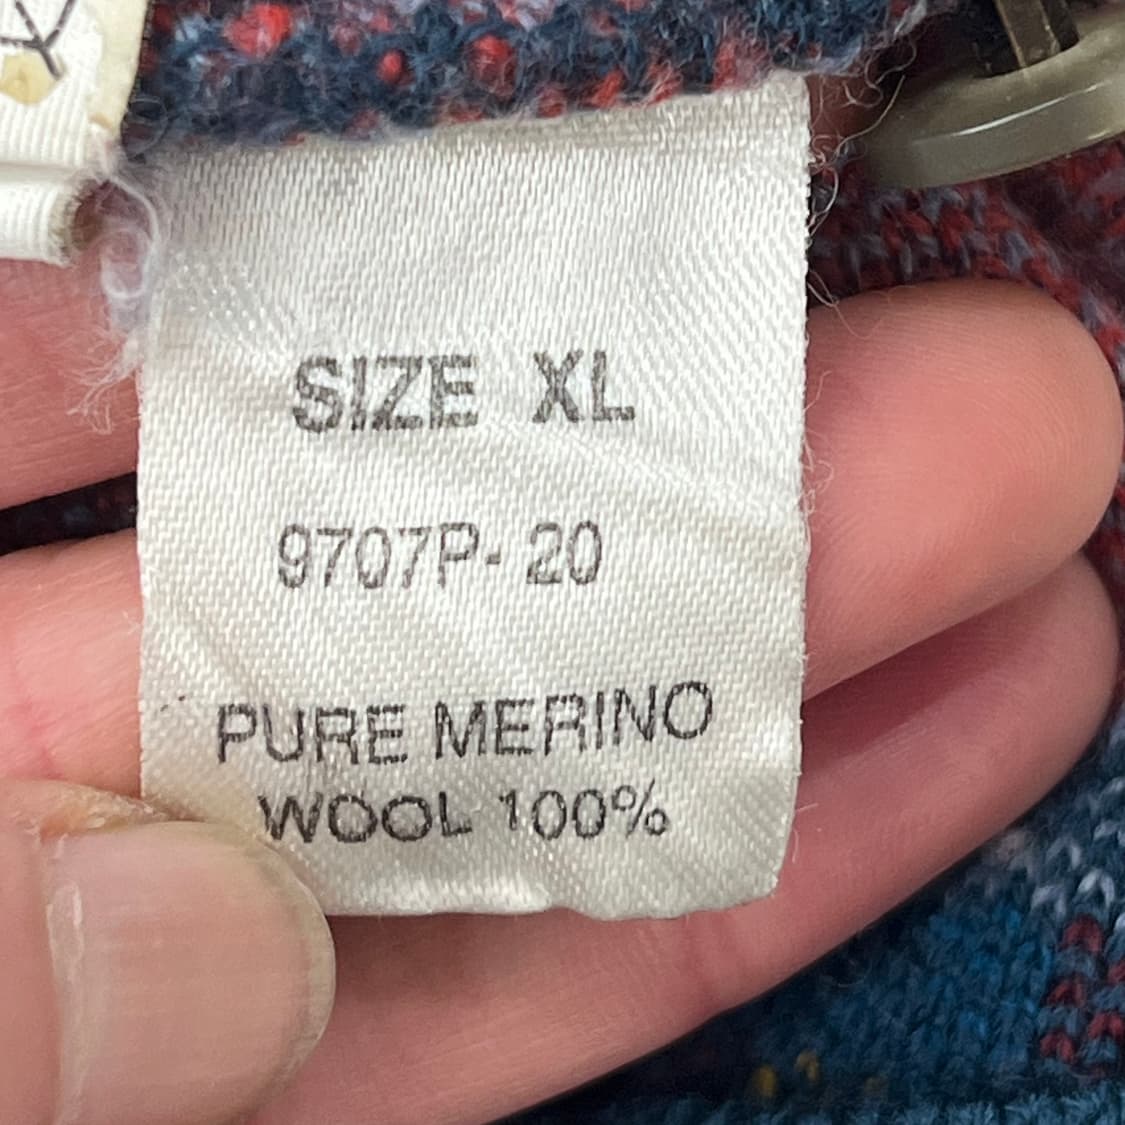 SIZE XL
9707P- 20
PURE MERINO
WOOL 100%